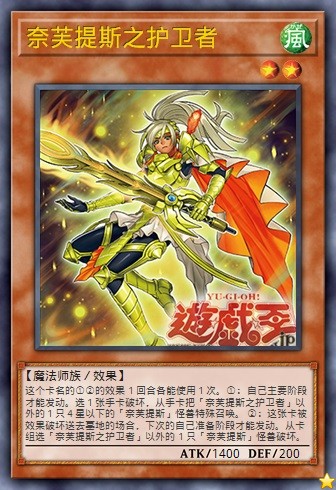 奈芙提斯之护卫者
風
YU-GI-OH!
遊戯王
jp
【魔法师族／效果】
这个卡名的①②的效果1回合各能使用1次。①：自己主要阶段
才能发动。选1张手卡破坏，从手卡把「奈芙提斯之护卫者」以
外的1只4星以下的「奈芙提斯」怪兽特殊召唤。②：这张卡被
效果破坏送去墓地的场合，下次的自己准备阶段才能发动。从卡
组选「奈芙提斯之护卫者」以外的1只「奈芙提斯」怪兽破坏。
ATK/1400 DEF/200